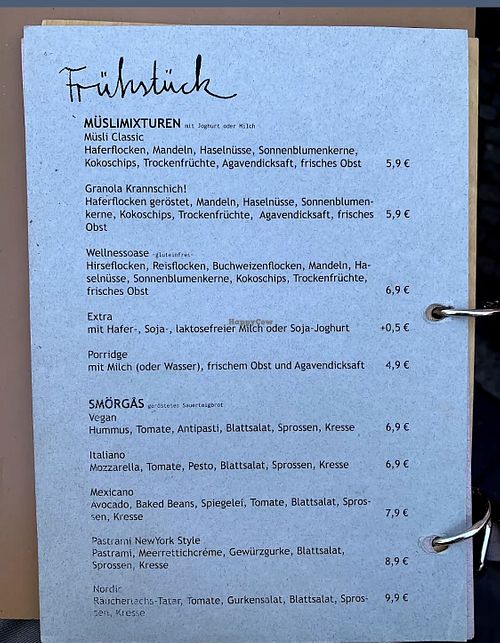 Frühstück
MÜSLIMIXTUREN mit Joghurt oder Milch
Müsli Classic
Haferflocken, Mandeln, Haselnüsse, Sonnenblumenkerne,
Kokoschips, Trockenfrüchte, Agavendicksaft, frisches Obst 5,9 €
Granola Krannschich!
Haferflocken geröstet, Mandeln, Haselnüsse, Sonnenblumen-
kerne, Kokoschips, Trockenfrüchte, Agavendicksaft, frisches 5,9 €
Obst
Wellnessoase -glutenfrei-
Hirseflocken, Reisflocken, Buchweizenflocken, Mandeln, Ha-
selnüsse, Sonnenblumenkerne, Kokoschips, Trockenfrüchte,
frisches Obst 6,9 €
Extra
mit Hafer-, Soja-, laktosefreier Milch oder Soja-Joghurt +0,5 €
HappyCow
Porridge
mit Milch (oder Wasser), frischem Obst und Agavendicksaft 4,9 €
SMÖRGÅS geröstetes Sauerteigbrot
Vegan
Hummus, Tomate, Antipasti, Blattsalat, Sprossen, Kresse 6,9 €
Italiano
Mozzarella, Tomate, Pesto, Blattsalat, Sprossen, Kresse 6,9 €
Mexicano
Avocado, Baked Beans, Spiegelei, Tomate, Blattsalat, Spros-
sen, Kresse 7,9 €
Pastrami NewYork Style
Pastrami, Meerrettichcréme, Gewürzgurke, Blattsalat,
Sprossen, Kresse 8,9 €
Nordic
Räucherlachs-Tatar, Tomate, Gurkensalat, Blattsalat, Spros- 9,9 €
sen, Kresse